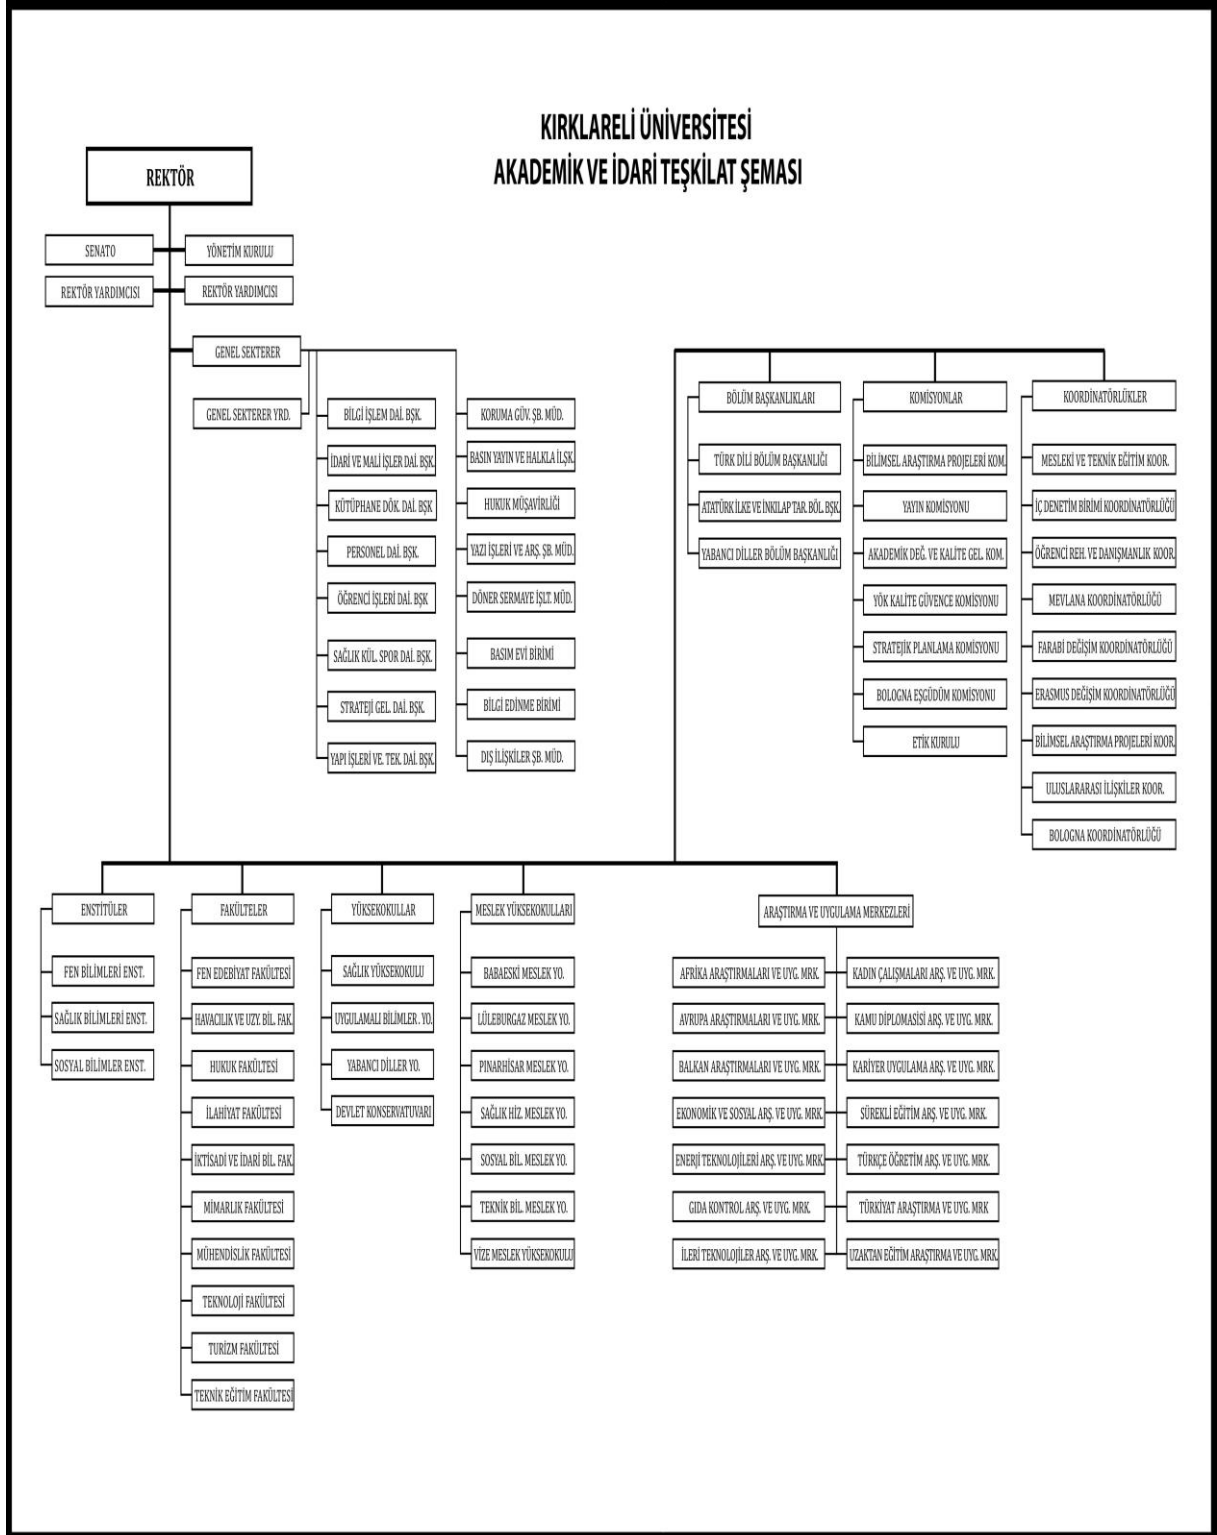 KIRKLARELİ ÜNİVERSİTESİ
AKADEMİK VE İDARİ TEŞKİLAT ŞEMASI
REKTÖR
SENATO
YÖNETİM KURULU
REKTÖR YARDIMCISI
REKTÖR YARDIMCISI
GENEL SEKTERER
GENEL SEKTERER YRD.
BİLGİ İŞLEM DAİ. BŞK.
İDARİ VE MALİ İŞLER DAİ. BŞK.
KÜTÜPHANE DÖK. DAİ. BŞK
PERSONEL DAİ. BŞK.
ÖĞRENCİ İŞLERİ DAİ. BŞK
SAĞLIK KÜL. SPOR DAİ. BŞK.
STRATEJİ GEL. DAİ. BŞK.
YAPI İŞLERİ VE. TEK. DAİ. BŞK.
KORUMA GÜV. ŞB. MÜD.
BASIN YAYIN VE HALKLA İLŞK.
HUKUK MÜŞAVİRLİĞİ
YAZI İŞLERİ VE ARŞ. ŞB. MÜD.
DÖNER SERMAYE İŞLT. MÜD.
BASIM EVİ BİRİMİ
BİLGİ EDİNME BİRİMİ
DIŞ İLİŞKİLER ŞB. MÜD.
BÖLÜM BAŞKANLIKLARI
TÜRK DİLİ BÖLÜM BAŞKANLIĞI
ATATÜRK İLKE VE İNKILAP TAR. BÖL. BŞK.
YABANCI DİLLER BÖLÜM BAŞKANLIĞI
KOMİSYONLAR
BİLİMSEL ARAŞTIRMA PROJELERİ KOM.
YAYIN KOMİSYONU
AKADEMİK DEĞ. VE KALİTE GEL. KOM.
YÖK KALİTE GÜVENCE KOMİSYONU
STRATEJİK PLANLAMA KOMİSYONU
BOLOGNA EŞGÜDÜM KOMİSYONU
ETİK KURULU
KOORDİNATÖRLÜKLER
MESLEKİ VE TEKNİK EĞİTİM KOOR.
İÇ DENETİM BİRİMİ KOORDİNATÖRLÜĞÜ
ÖĞRENCİ REH. VE DANIŞMANLIK KOOR.
MEVLANA KOORDİNATÖRLÜĞÜ
FARABİ DEĞİŞİM KOORDİNATÖRLÜĞÜ
ERASMUS DEĞİŞİM KOORDİNATÖRLÜĞÜ
BİLİMSEL ARAŞTIRMA PROJELERİ KOOR.
ULUSLARARASI İLİŞKİLER KOOR.
BOLOGNA KOORDİNATÖRLÜĞÜ
ENSTİTÜLER
FEN BİLİMLERİ ENST.
SAĞLIK BİLİMLERİ ENST.
SOSYAL BİLİMLER ENST.
FAKÜLTELER
FEN EDEBİYAT FAKÜLTESİ
HAVACILIK VE UZY. BİL. FAK.
HUKUK FAKÜLTESİ
İLAHİYAT FAKÜLTESİ
İKTİSADİ VE İDARİ BİL. FAK.
MİMARLIK FAKÜLTESİ
MÜHENDİSLİK FAKÜLTESİ
TEKNOLOJİ FAKÜLTESİ
TURİZM FAKÜLTESİ
TEKNİK EĞİTİM FAKÜLTESİ
YÜKSEKOKULLAR
SAĞLIK YÜKSEKOKULU
UYGULAMALI BİLİMLER . YO.
YABANCI DİLLER YO.
DEVLET KONSERVATUVARI
MESLEK YÜKSEKOKULLARI
BABAESKİ MESLEK YO.
LÜLEBURGAZ MESLEK YO.
PINARHİSAR MESLEK YO.
SAĞLIK HİZ. MESLEK YO.
SOSYAL BİL. MESLEK YO.
TEKNİK BİL. MESLEK YO.
VİZE MESLEK YÜKSEKOKULU
ARAŞTIRMA VE UYGULAMA MERKEZLERİ
AFRİKA ARAŞTIRMALARI VE UYG. MRK.
AVRUPA ARAŞTIRMALARI VE UYG. MRK.
BALKAN ARAŞTIRMALARI VE UYG. MRK.
EKONOMİK VE SOSYAL ARŞ. VE UYG. MRK.
ENERJİ TEKNOLOJİLERİ ARŞ. VE UYG. MRK.
GIDA KONTROL ARŞ. VE UYG. MRK.
İLERİ TEKNOLOJİLER ARŞ. VE UYG. MRK.
KADIN ÇALIŞMALARI ARŞ. VE UYG. MRK.
KAMU DİPLOMASİSİ ARŞ. VE UYG. MRK.
KARİYER UYGULAMA ARŞ. VE UYG. MRK.
SÜREKLİ EĞİTİM ARŞ. VE UYG. MRK.
TÜRKÇE ÖĞRETİM ARŞ. VE UYG. MRK.
TÜRKİYAT ARAŞTIRMA VE UYG. MRK
UZAKTAN EĞİTİM ARAŞTIRMA VE UYG. MRK.